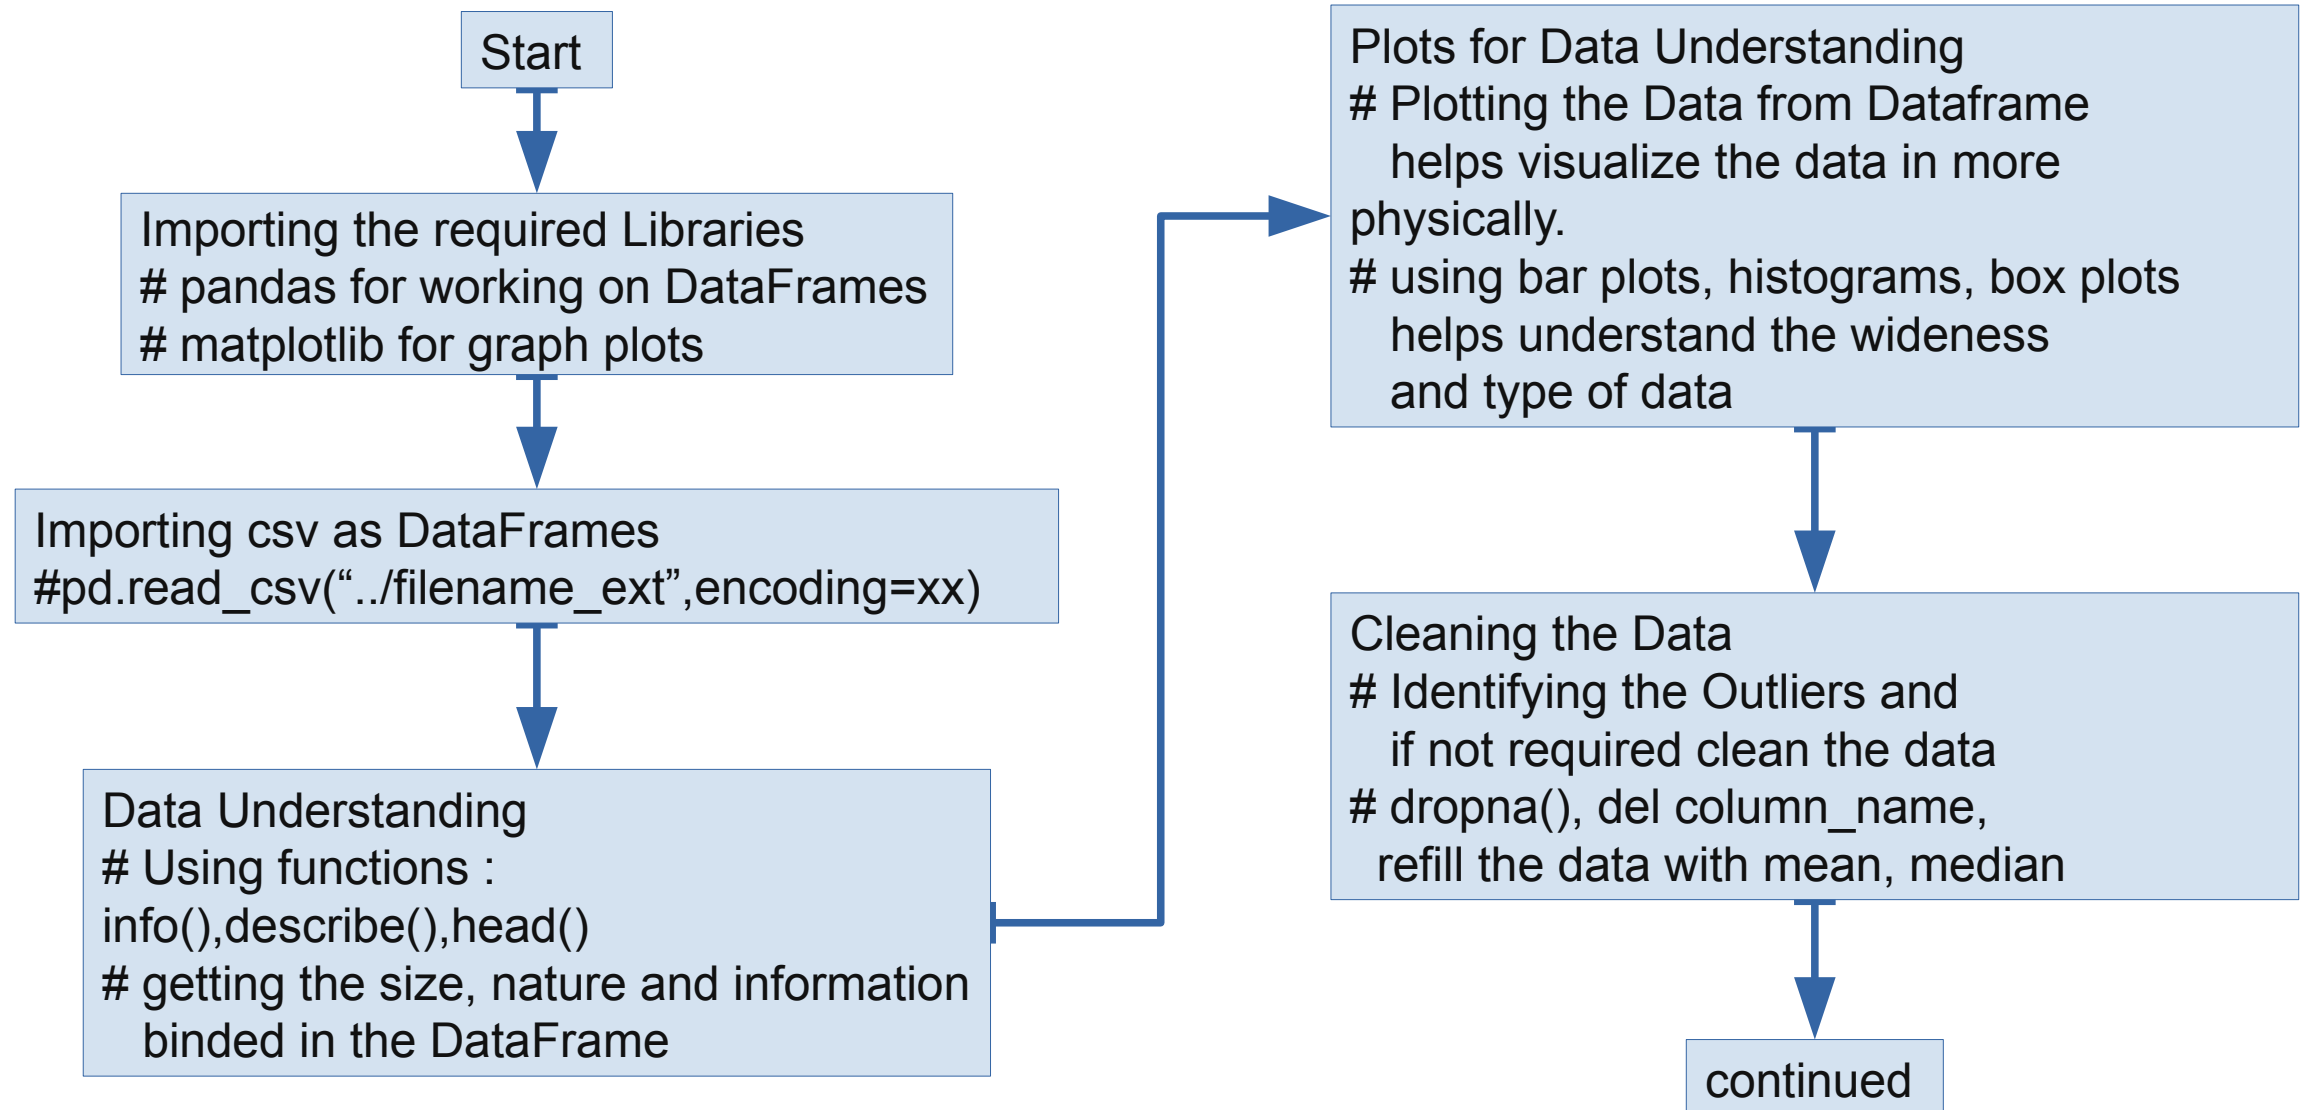 Start
Importing the required Libraries
# pandas for working on DataFrames
# matplotlib for graph plots
Importing csv as DataFrames
#pd.read_csv(“../filename_ext”,encoding=xx)
Data Understanding
# Using functions :
info(),describe(),head()
# getting the size, nature and information
binded in the DataFrame
Plots for Data Understanding
# Plotting the Data from Dataframe
helps visualize the data in more
physically.
# using bar plots, histograms, box plots
helps understand the wideness
and type of data
Cleaning the Data
# Identifying the Outliers and
if not required clean the data
# dropna(), del column_name,
refill the data with mean, median
continued